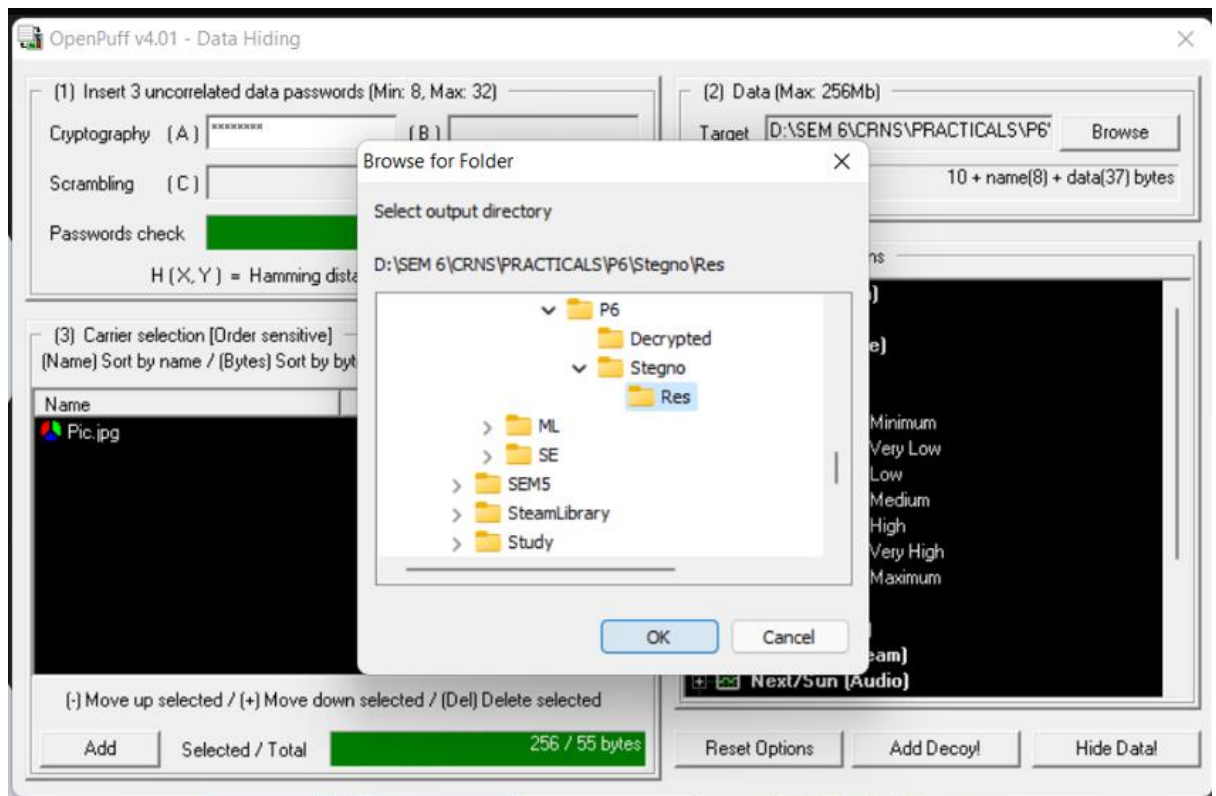 OpenPuff v4.01 - Data Hiding
(1) Insert 3 uncorrelated data passwords (Min: 8, Max: 32)
Cryptography (A) ******** (B)
Scrambling (C)
Passwords check
H (X,Y) = Hamming dista
(2) Data (Max: 256Mb)
Target D:\SEM 6\CRNS\PRACTICALS\P6\ Browse
10 + name(8) + data(37) bytes
Browse for Folder
Select output directory
D:\SEM 6\CRNS\PRACTICALS\P6\Stegno\Res
P6
Decrypted
Stegno
Res
ML
SE
SEM5
SteamLibrary
Study
OK Cancel
(3) Carrier selection [Order sensitive]
(Name) Sort by name / (Bytes) Sort by byt
Name
Pic.jpg
(-) Move up selected / (+) Move down selected / (Del) Delete selected
Add Selected / Total 256 / 55 bytes
ns
)
e)
Minimum
Very Low
Low
Medium
High
Very High
Maximum
)
eam)
Next/Sun (Audio)
Reset Options Add Decoy! Hide Data!